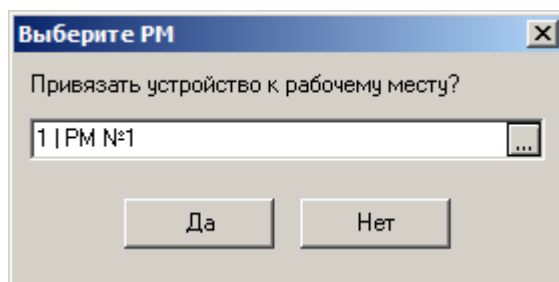 Выберите РМ
Привязать устройство к рабочему месту?
1 | РМ №1
...
Да
Нет